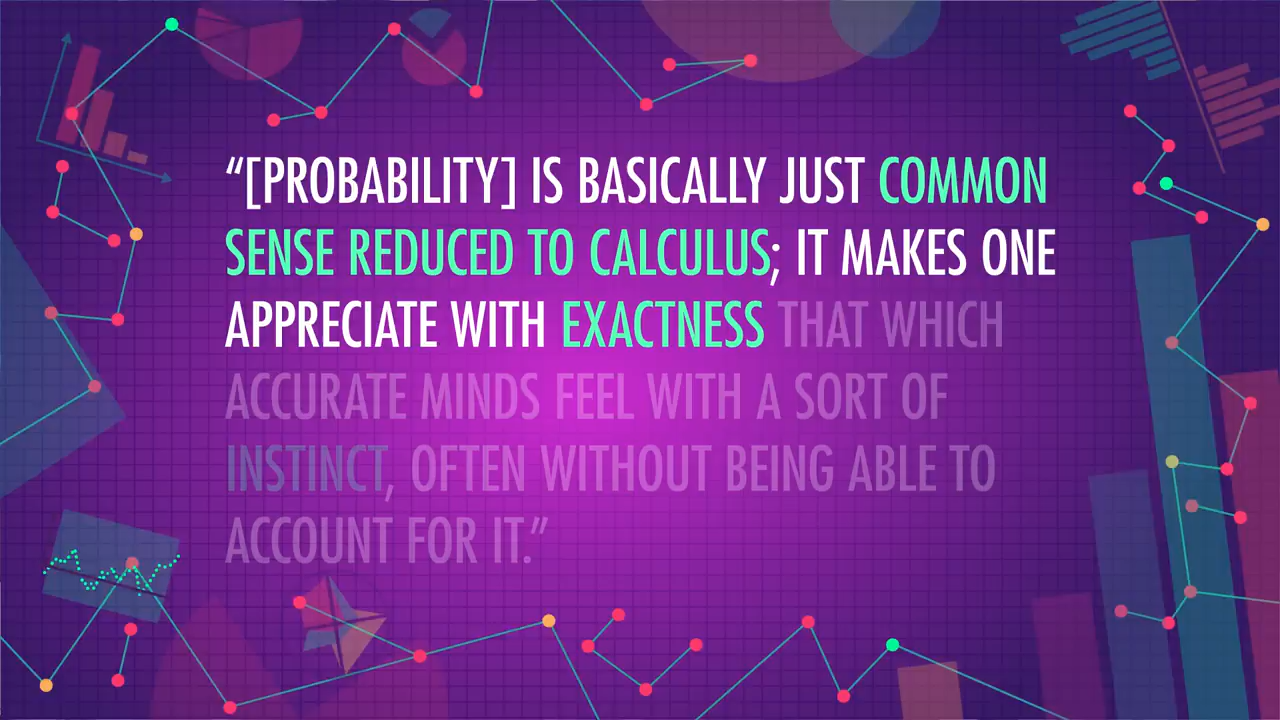 “[PROBABILITY] IS BASICALLY JUST COMMON
SENSE REDUCED TO CALCULUS; IT MAKES ONE
APPRECIATE WITH EXACTNESS THAT WHICH
ACCURATE MINDS FEEL WITH A SORT OF
INSTINCT, OFTEN WITHOUT BEING ABLE TO
ACCOUNT FOR IT.”